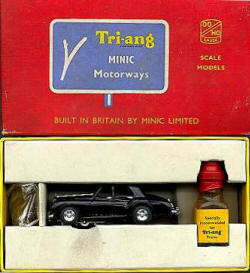 Tri-ang
MINIC
Motorways
OO
HO
GAUGE
SCALE
MODELS
BUILT IN BRITAIN BY MINIC LIMITED
Specially
recommended
for
Tri-ang